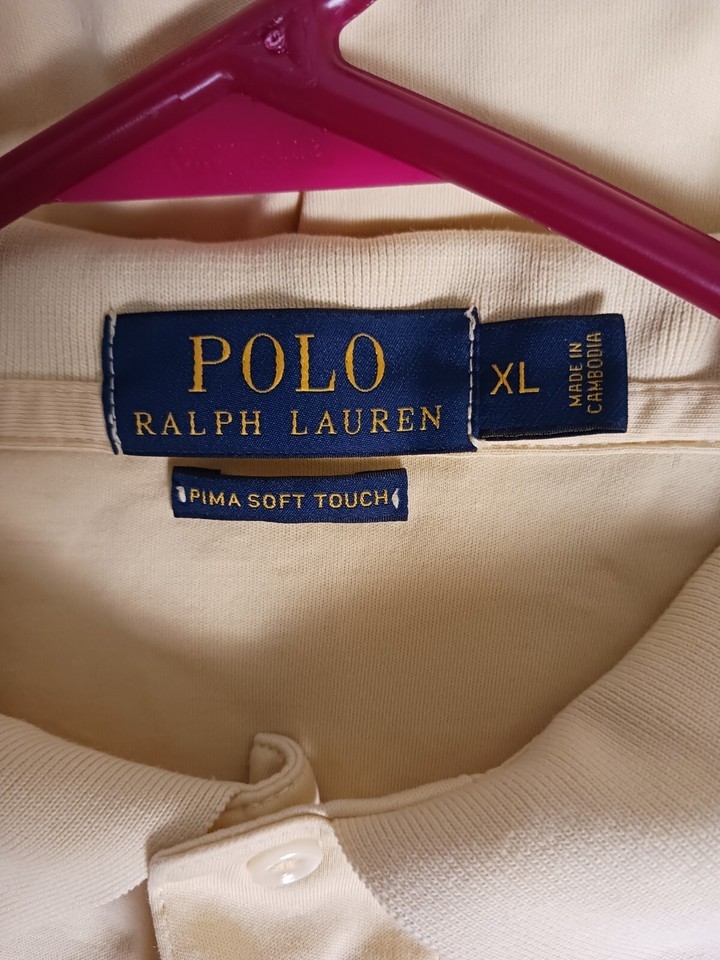 POLO
RALPH LAUREN
XL
MADE IN
CAMBODIA
PIMA SOFT TOUCH